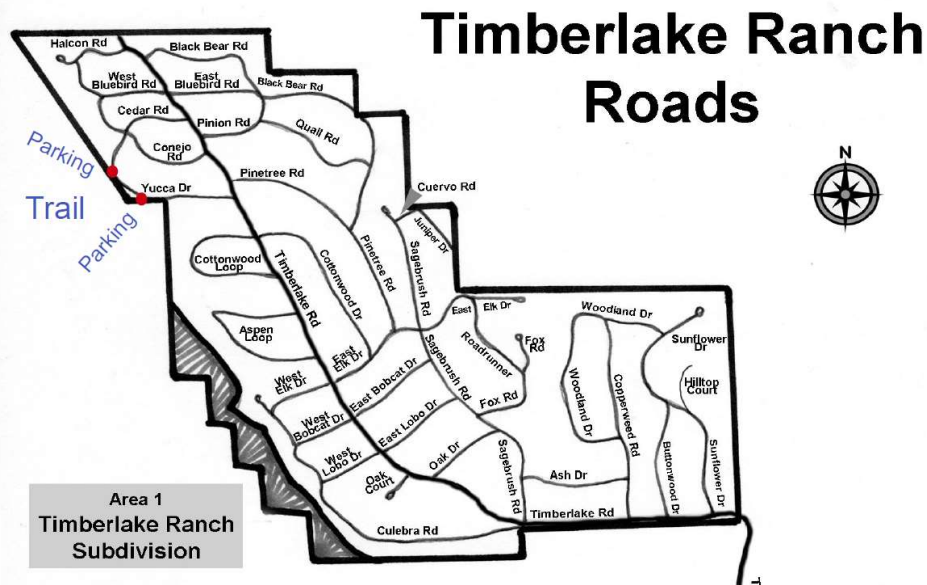 Timberlake Ranch
Roads
N
Halcon Rd
Black Bear Rd
West
Bluebird Rd
East
Bluebird Rd
Black Bear Rd
Cedar Rd
Pinion Rd
Quail Rd
Conejo
Rd
Parking
Yucca Dr
Pinetree Rd
Trail
Parking
Cuervo Rd
Juniper Dr
Cottonwood
Loop
Timberlake Rd
Cottonwood Dr
Pinetree Rd
Sagebrush Rd
Aspen
Loop
East
Elk Dr
East
Elk Dr
Woodland Dr
Roadrunner
Fox
Rd
Sunflower
Dr
West
Elk Dr
East Bobcat Dr
Sagebrush Rd
Hilltop
Court
Woodland Dr
Copperweed Rd
Fox Rd
West
Bobcat Dr
East Lobo Dr
West
Lobo Dr
Oak Dr
Sagebrush Rd
Buttonwood Dr
Sunflower Dr
Oak
Court
Ash Dr
Timberlake Rd
Culebra Rd
Area 1
Timberlake Ranch
Subdivision
T